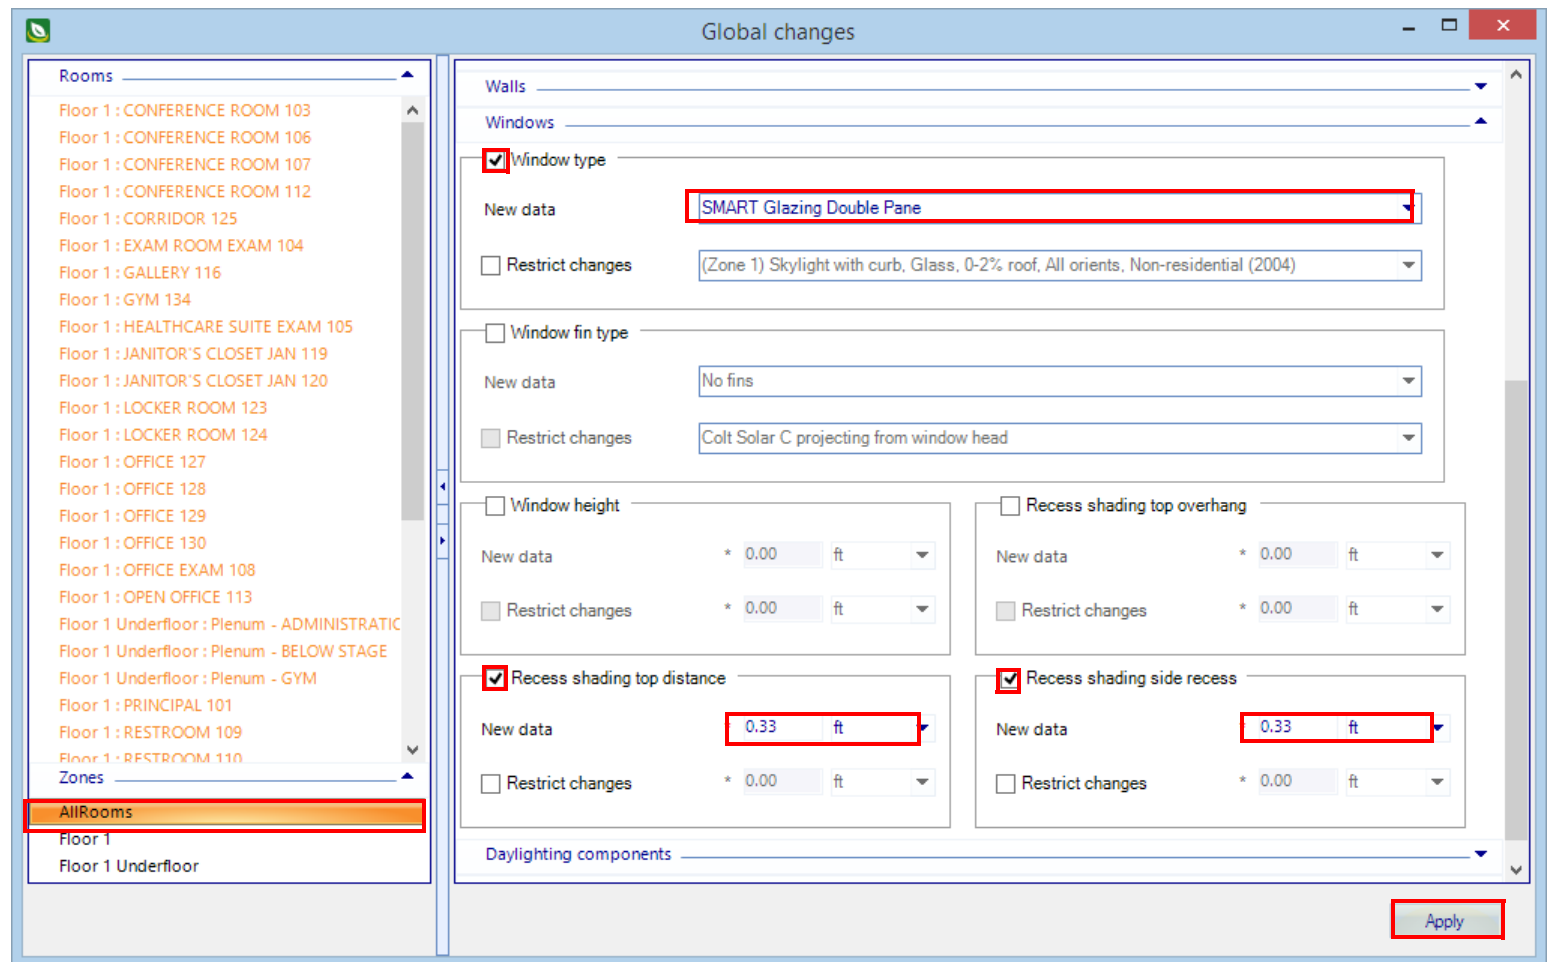 Global changes
Rooms
Floor 1 : CONFERENCE ROOM 103
Floor 1 : CONFERENCE ROOM 106
Floor 1 : CONFERENCE ROOM 107
Floor 1 : CONFERENCE ROOM 112
Floor 1 : CORRIDOR 125
Floor 1 : EXAM ROOM EXAM 104
Floor 1 : GALLERY 116
Floor 1 : GYM 134
Floor 1 : HEALTHCARE SUITE EXAM 105
Floor 1 : JANITOR'S CLOSET JAN 119
Floor 1 : JANITOR'S CLOSET JAN 120
Floor 1 : LOCKER ROOM 123
Floor 1 : LOCKER ROOM 124
Floor 1 : OFFICE 127
Floor 1 : OFFICE 128
Floor 1 : OFFICE 129
Floor 1 : OFFICE 130
Floor 1 : OFFICE EXAM 108
Floor 1 : OPEN OFFICE 113
Floor 1 Underfloor : Plenum - ADMINISTRATIC
Floor 1 Underfloor : Plenum - BELOW STAGE
Floor 1 Underfloor : Plenum - GYM
Floor 1 : PRINCIPAL 101
Floor 1 : RESTROOM 109
Floor 1 : RESTROOM 110
Zones
AllRooms
Floor 1
Floor 1 Underfloor
Walls
Windows
Window type
New data SMART Glazing Double Pane
Restrict changes (Zone 1) Skylight with curb, Glass, 0-2% roof, All orients, Non-residential (2004)
Window fin type
New data No fins
Restrict changes Colt Solar C projecting from window head
Window height
New data * 0.00 ft
Restrict changes * 0.00 ft
Recess shading top overhang
New data * 0.00 ft
Restrict changes * 0.00 ft
Recess shading top distance
New data * 0.33 ft
Restrict changes * 0.00 ft
Recess shading side recess
New data * 0.33 ft
Restrict changes * 0.00 ft
Daylighting components
Apply